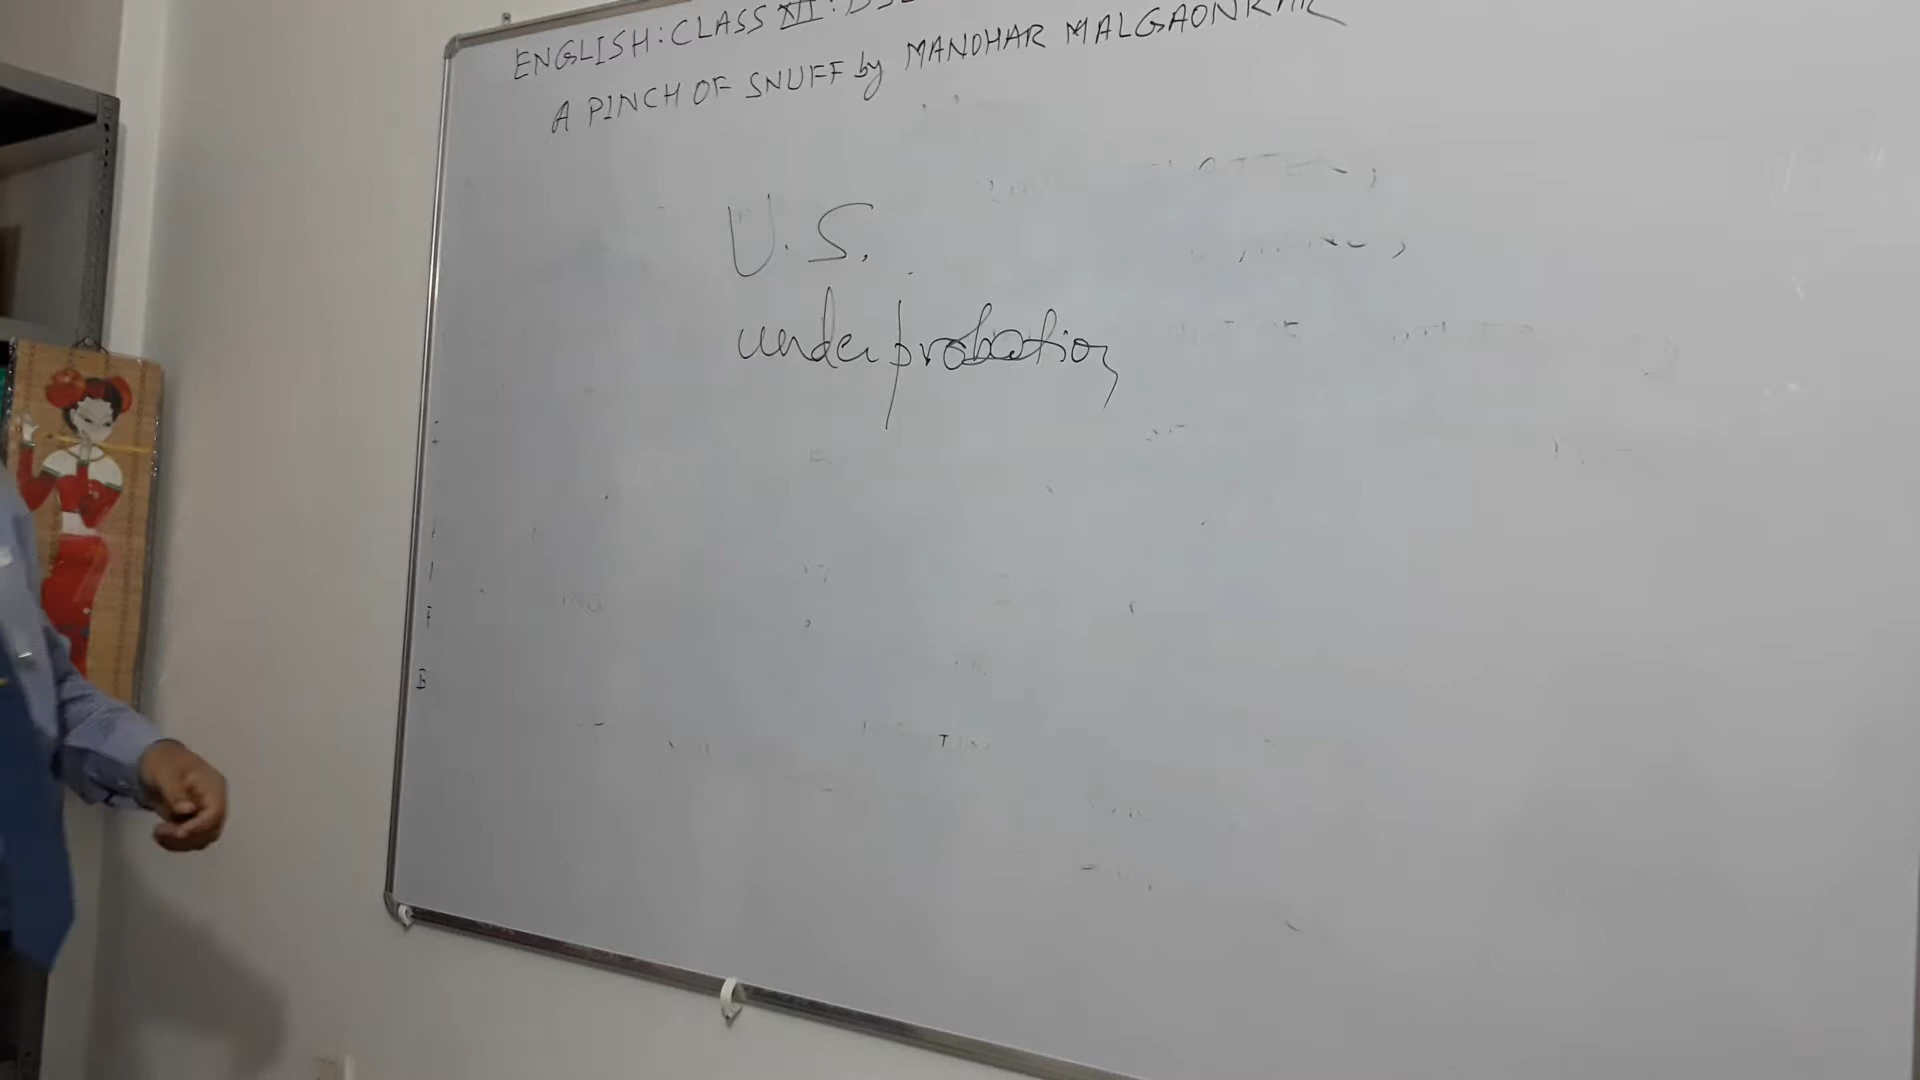 ENGLISH: CLASS XI:
A PINCH OF SNUFF by MANOHAR MALGAONKAR
U.S.
under probation